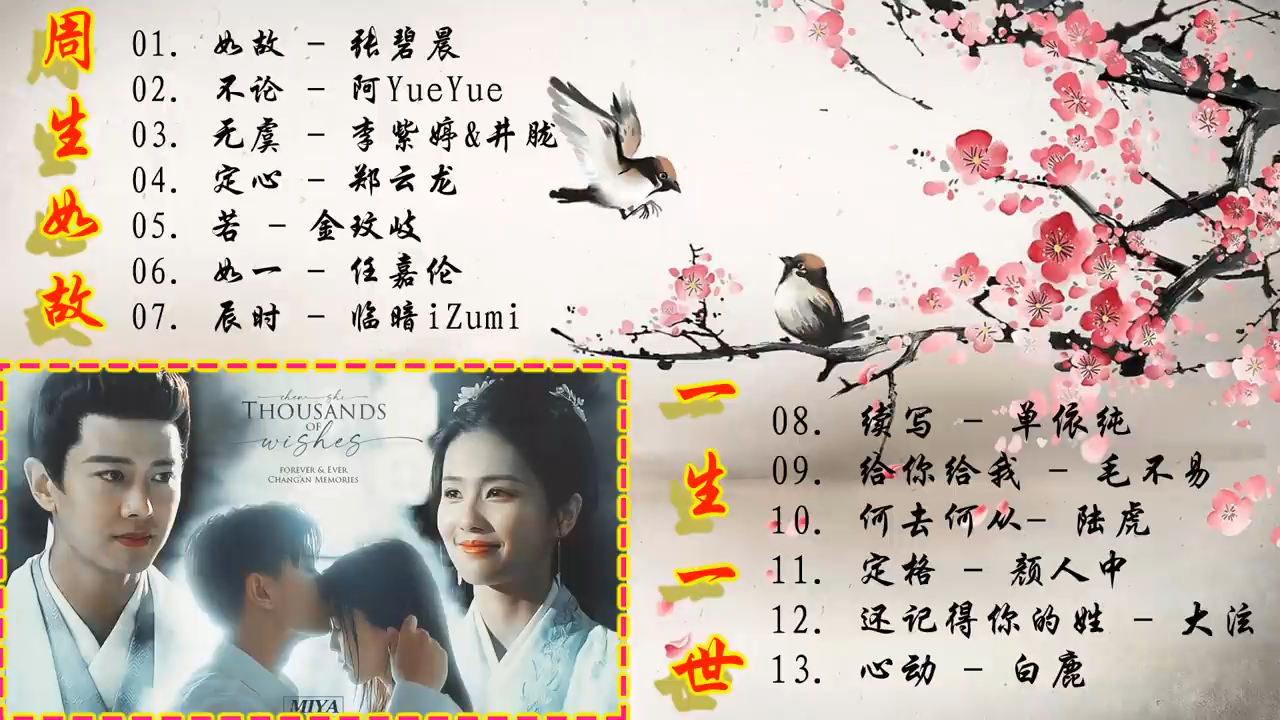 周生如故
01. 如故 - 张碧晨
02. 不论 - 阿YueYue
03. 无虞 - 李紫婷&井胧
04. 定心 - 郑云龙
05. 若 - 金玟岐
06. 如一 - 任嘉伦
07. 辰时 - 临暗iZumi
chen shi
THOUSANDS
OF
wishes
FOREVER & EVER
CHANG'AN MEMORIES
MIYA
一生一世
08. 续写 - 单依纯
09. 给你给我 - 毛不易
10. 何去何从- 陆虎
11. 定格 - 颜人中
12. 还记得你的姓 - 大泫
13. 心动 - 白鹿